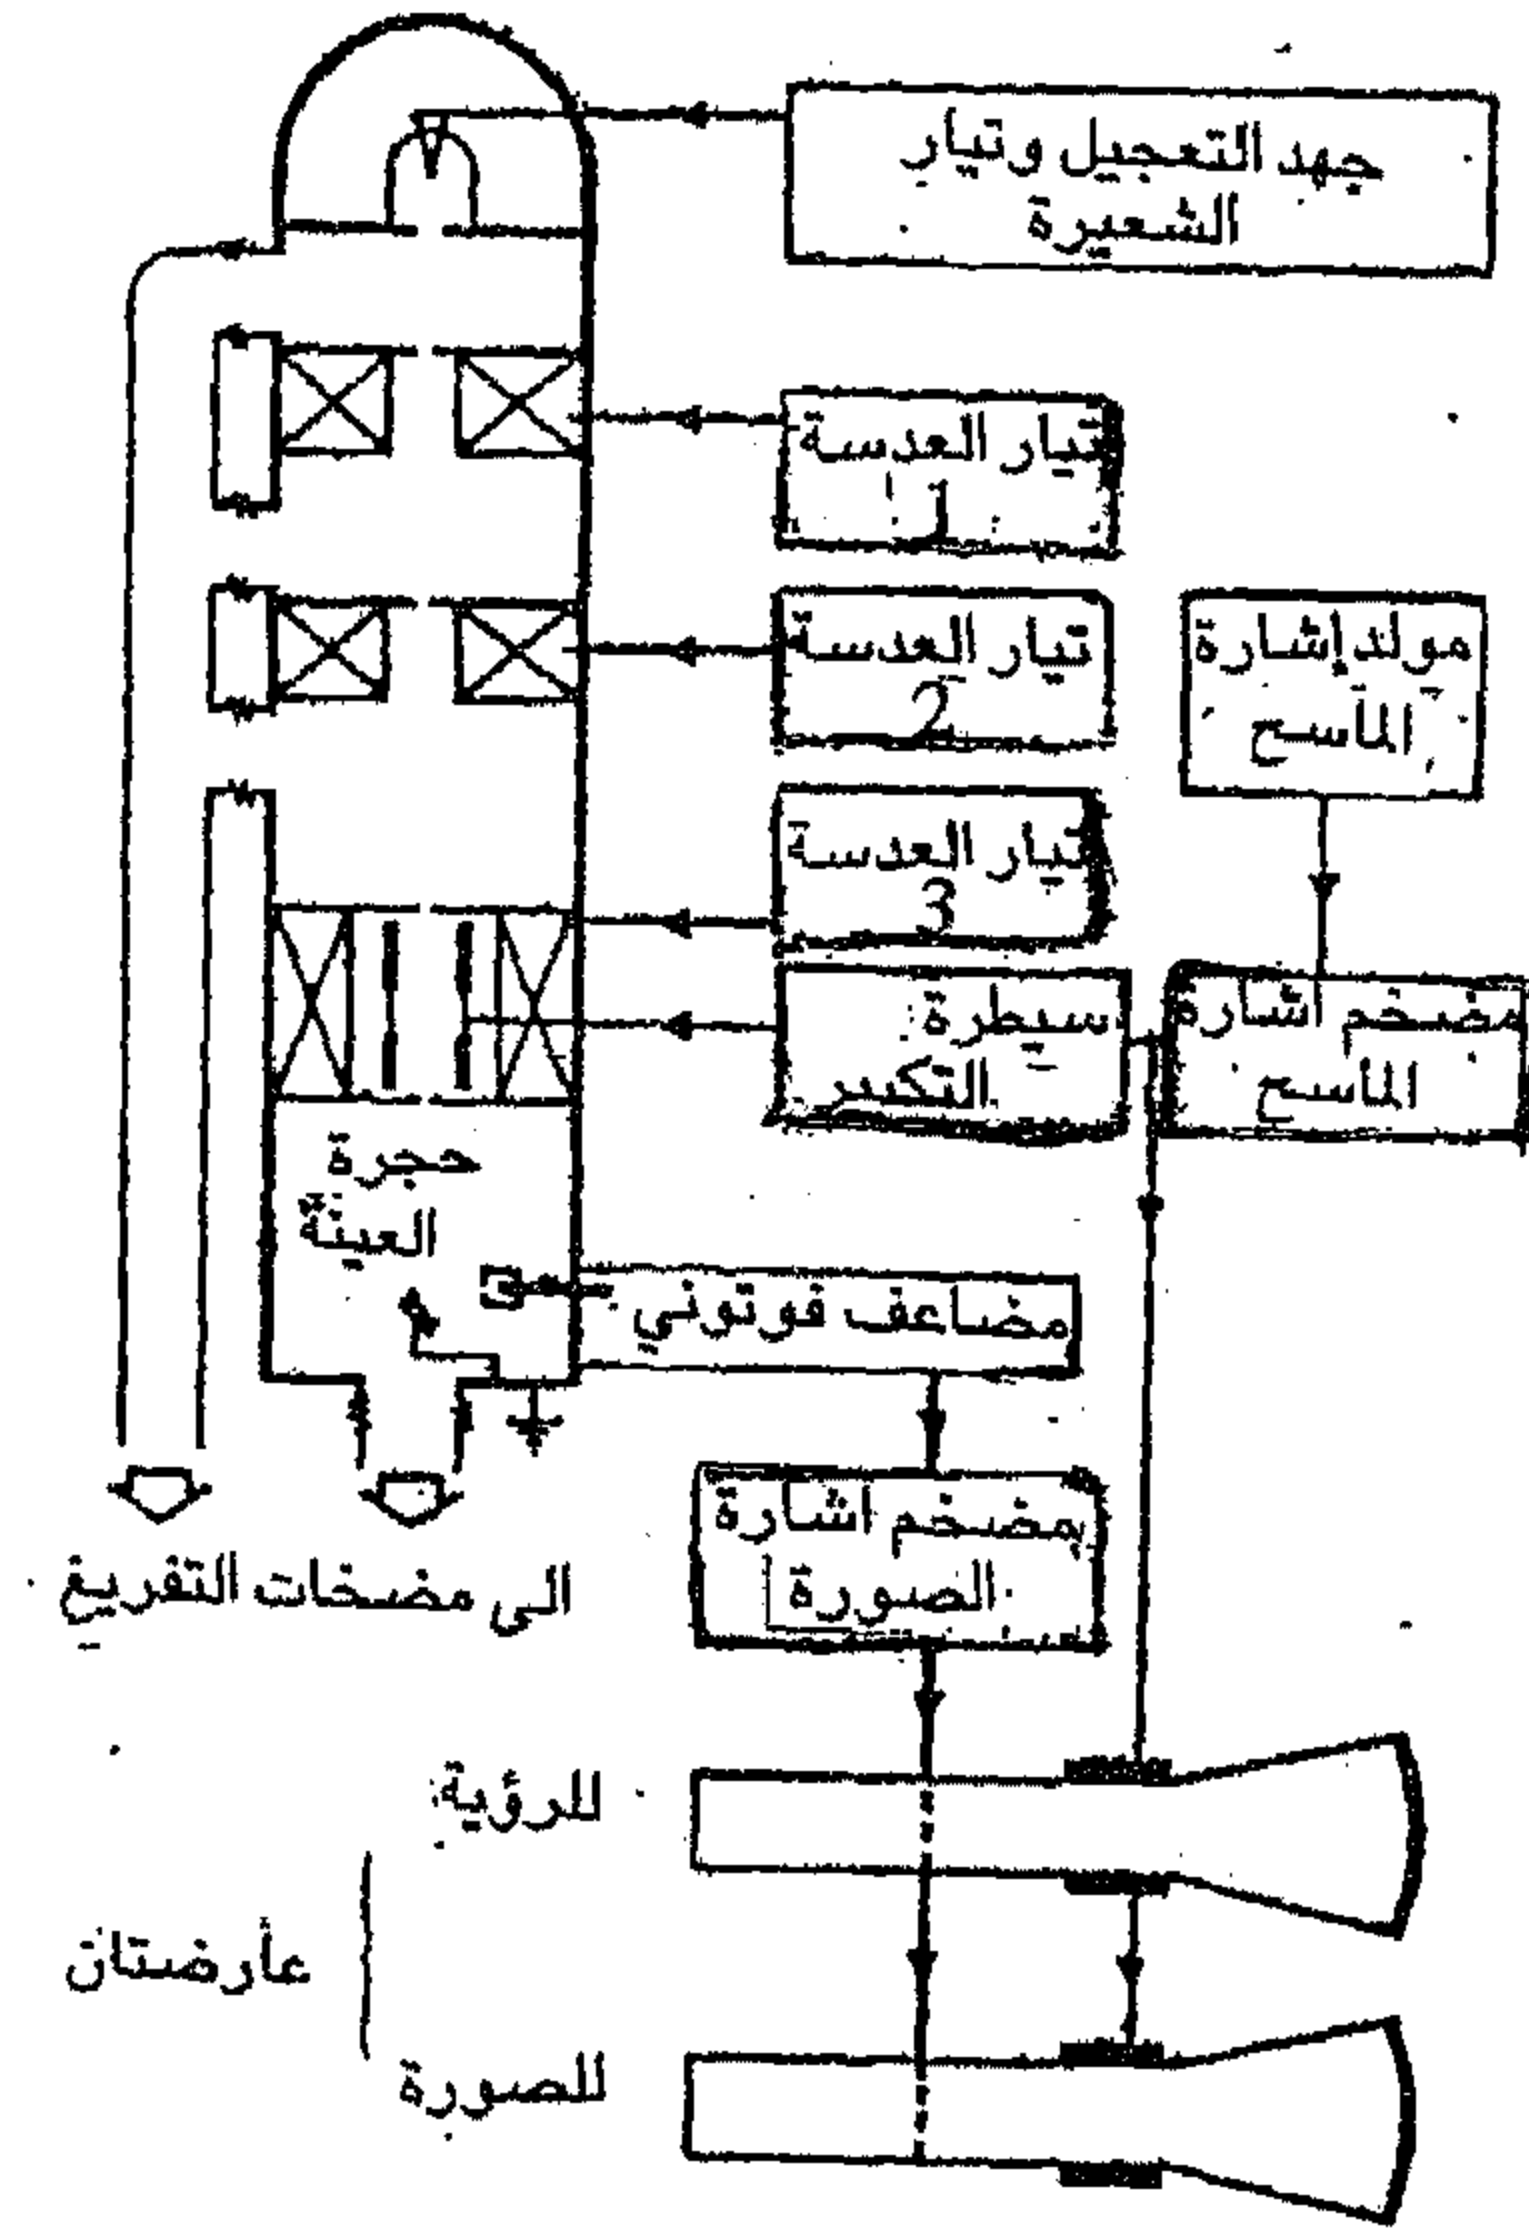 جهد التعجيل وتيار
الشعيرة
تيار العدسة
1
تيار العدسة
2
مولد إشارة
الماسح
تيار العدسة
3
سيطرة
التكبير
مضخم اشارة
الماسح
حجرة
العينة
مضاعف فوتوني
مضخم اشارة
الصورة
الى مضخات التفريغ
للرؤية
عارضتان
للصورة